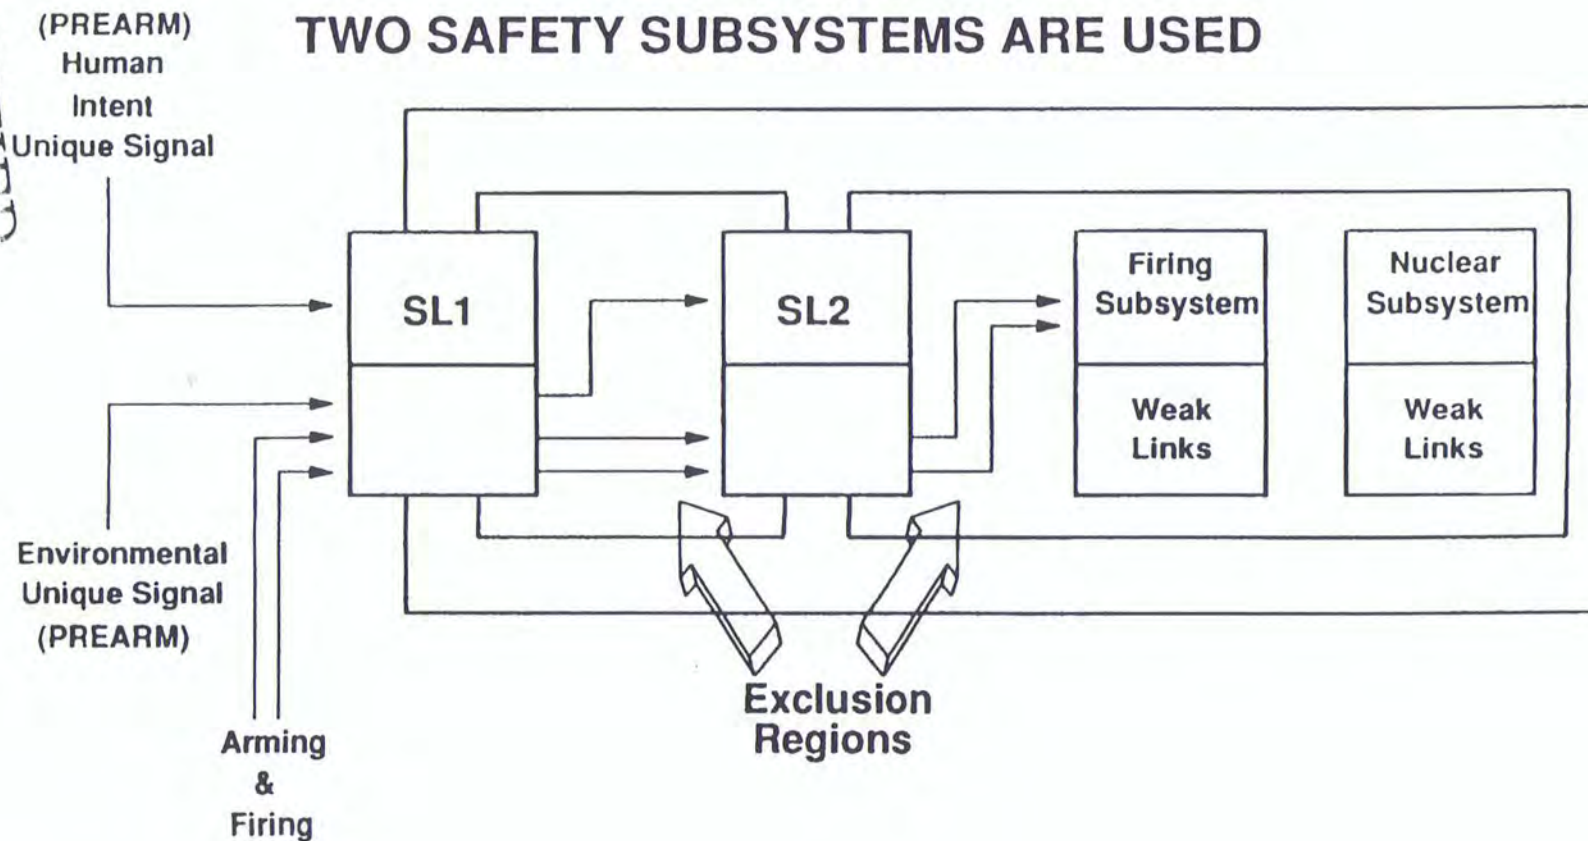 TWO SAFETY SUBSYSTEMS ARE USED
(PREARM)
Human
Intent
Unique Signal
SL1
SL2
Firing
Subsystem
Nuclear
Subsystem
Weak
Links
Weak
Links
Environmental
Unique Signal
(PREARM)
Arming
&
Firing
Exclusion
Regions